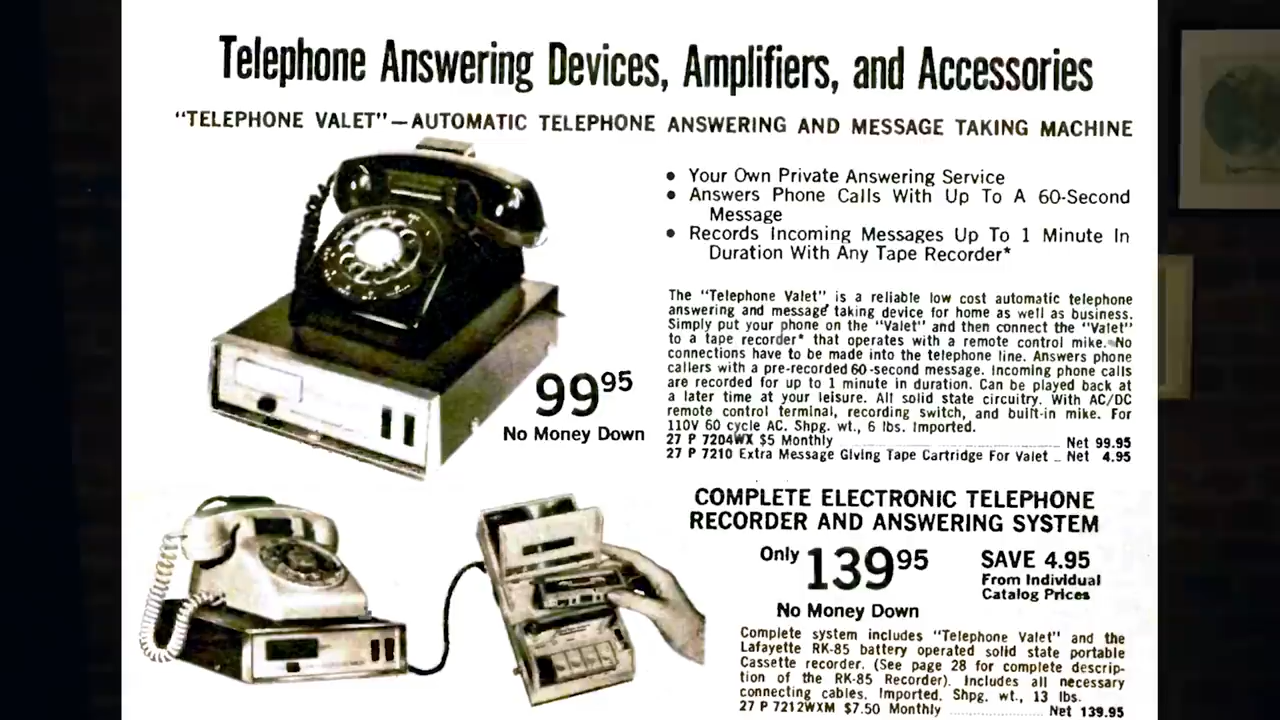 Telephone Answering Devices, Amplifiers, and Accessories
"TELEPHONE VALET"—AUTOMATIC TELEPHONE ANSWERING AND MESSAGE TAKING MACHINE
● Your Own Private Answering Service
● Answers Phone Calls With Up To A 60-Second
Message
● Records Incoming Messages Up To 1 Minute In
Duration With Any Tape Recorder*
The "Telephone Valet" is a reliable low cost automatic telephone
answering and message taking device for home as well as business.
Simply put your phone on the "Valet" and then connect the "Valet"
to a tape recorder* that operates with a remote control mike. No
connections have to be made into the telephone line. Answers phone
callers with a pre-recorded 60-second message. Incoming phone calls
are recorded for up to 1 minute in duration. Can be played back at
a later time at your leisure. All solid state circuitry. With AC/DC
remote control terminal, recording switch, and built-in mike. For
110V 60 cycle AC. Shpg. wt., 6 lbs. Imported.
27 P 7204WX $5 Monthly Net 99.95
27 P 7210 Extra Message Giving Tape Cartridge For Valet Net 4.95
99.95
No Money Down
COMPLETE ELECTRONIC TELEPHONE
RECORDER AND ANSWERING SYSTEM
Only 139.95
No Money Down
SAVE 4.95
From Individual
Catalog Prices
Complete system includes "Telephone Valet" and the
Lafayette RK-85 battery operated solid state portable
Cassette recorder. (See page 28 for complete descrip-
tion of the RK-85 Recorder). Includes all necessary
connecting cables. Imported. Shpg. wt., 13 lbs.
27 P 7212WXM $7.50 Monthly Net 139.95